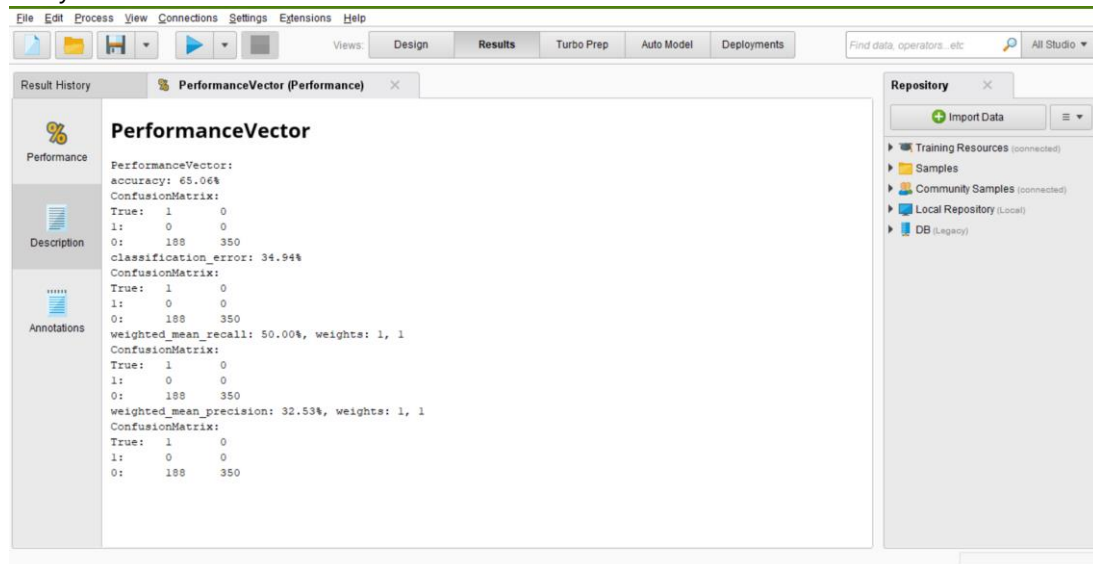 File Edit Process View Connections Settings Extensions Help
Views: Design Results Turbo Prep Auto Model Deployments Find data, operators...etc All Studio
Result History PerformanceVector (Performance) Repository
Import Data
Performance
Description
Annotations
PerformanceVector
PerformanceVector:
accuracy: 65.06%
ConfusionMatrix:
True: 1 0
1: 0 0
0: 188 350
classification_error: 34.94%
ConfusionMatrix:
True: 1 0
1: 0 0
0: 188 350
weighted_mean_recall: 50.00%, weights: 1, 1
ConfusionMatrix:
True: 1 0
1: 0 0
0: 188 350
weighted_mean_precision: 32.53%, weights: 1, 1
ConfusionMatrix:
True: 1 0
1: 0 0
0: 188 350
Training Resources (connected)
Samples
Community Samples (connected)
Local Repository (Local)
DB (Legacy)